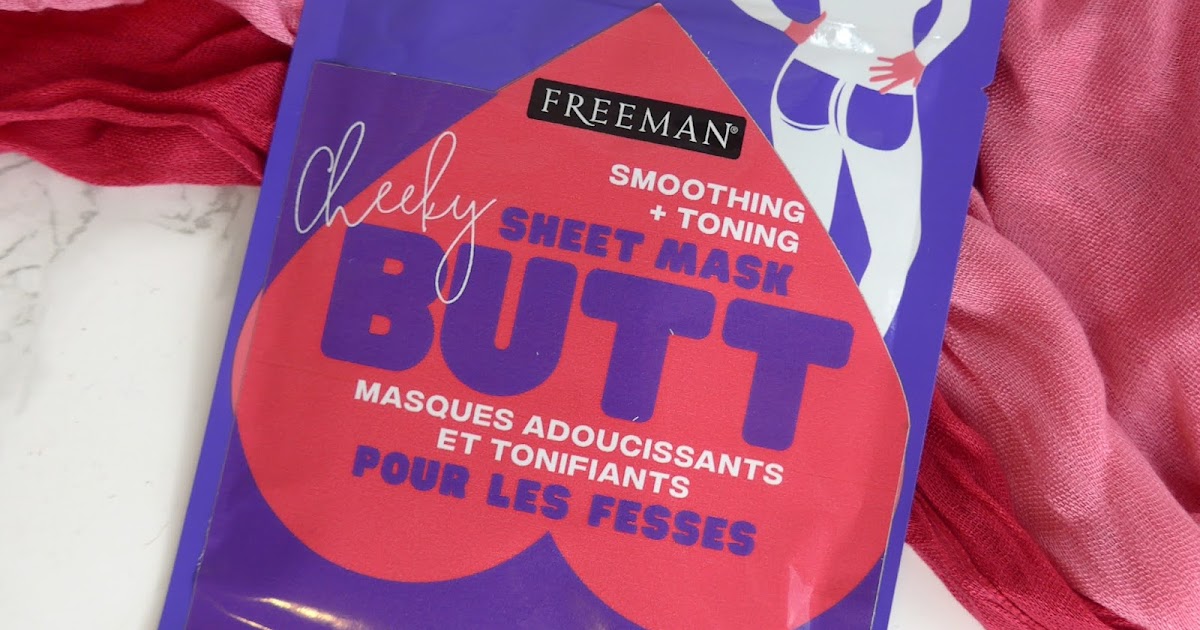 FREEMAN®
SMOOTHING
+ TONING
Cheeky
SHEET MASK
BUTT
MASQUES ADOUCISSANTS
ET TONIFIANTS
POUR LES FESSES